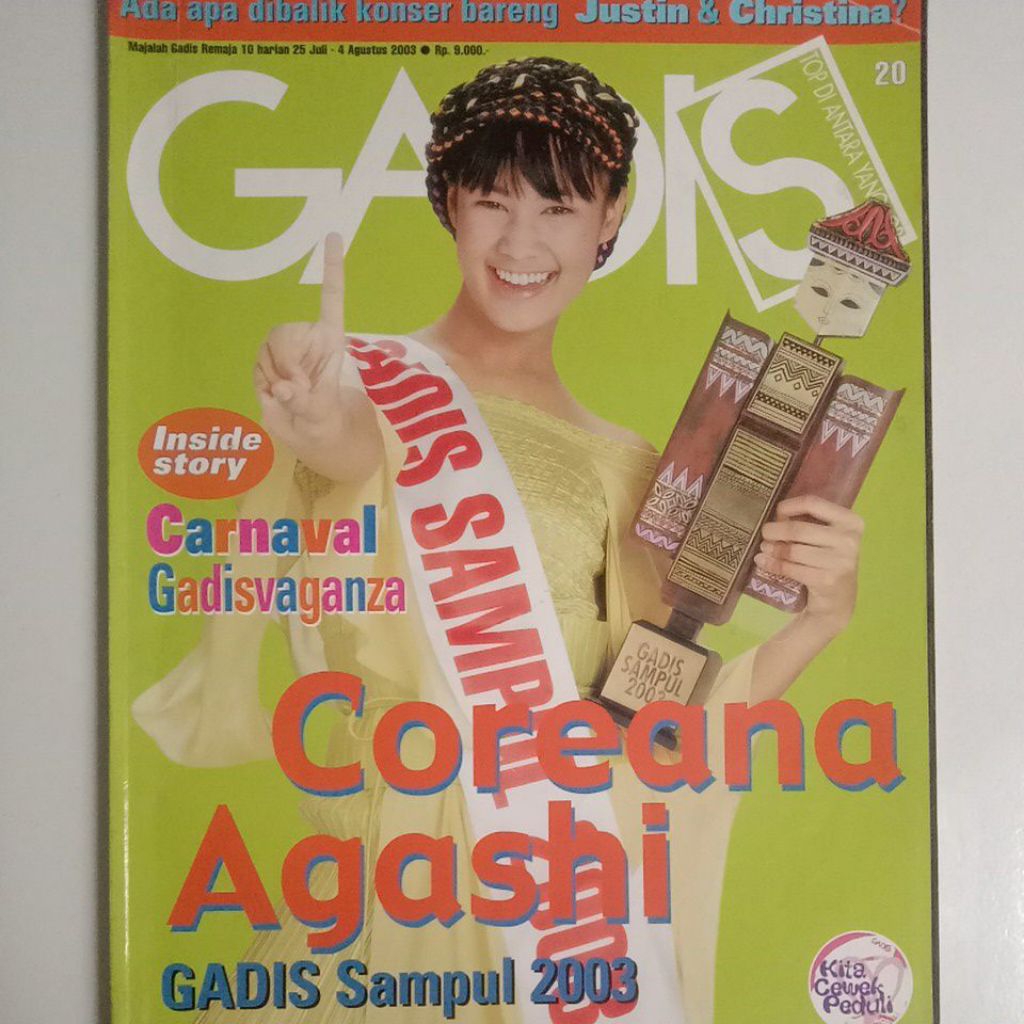 Ada apa dibalik konser bareng Justin & Christina?
Majalah Gadis Remaja 10 harian 25 Juli - 4 Agustus 2003 ● Rp. 9.000.-
GADIS
20
TOP DI ANTARA YANG
GADIS SAMPUL 2003
Inside
story
Carnaval
Gadisvaganza
GADIS
SAMPUL
2003
Coreana
Agashi
GADIS Sampul 2003
GADIS
Kita
Cewek
Peduli